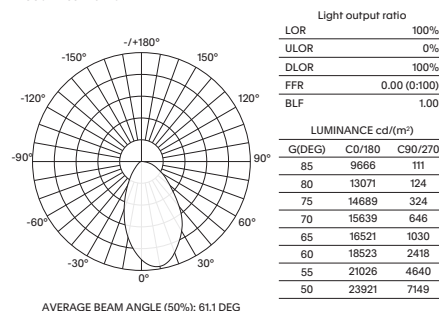 -/+180°
-150° 150°
-120° 120°
-90° 90°
-60° 60°
-30° 30°
0°
AVERAGE BEAM ANGLE (50%): 61.1 DEG
Light output ratio
LOR 100%
ULOR 0%
DLOR 100%
FFR 0.00 (0:100)
BLF 1.00
LUMINANCE cd/(m²)
G(DEG) C0/180 C90/270
85 9666 111
80 13071 124
75 14689 324
70 15639 646
65 16521 1030
60 18523 2418
55 21026 4640
50 23921 7149